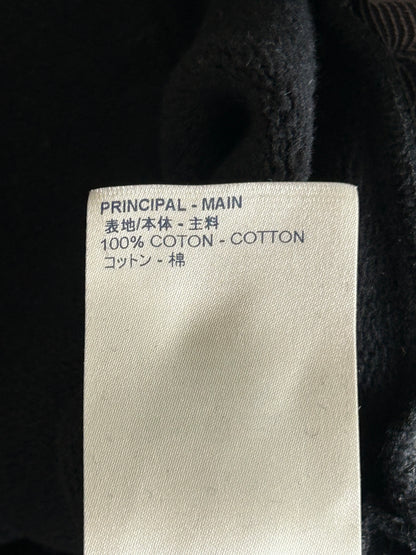 PRINCIPAL - MAIN
表地/本体 - 主料
100% COTON - COTTON
コットン - 棉